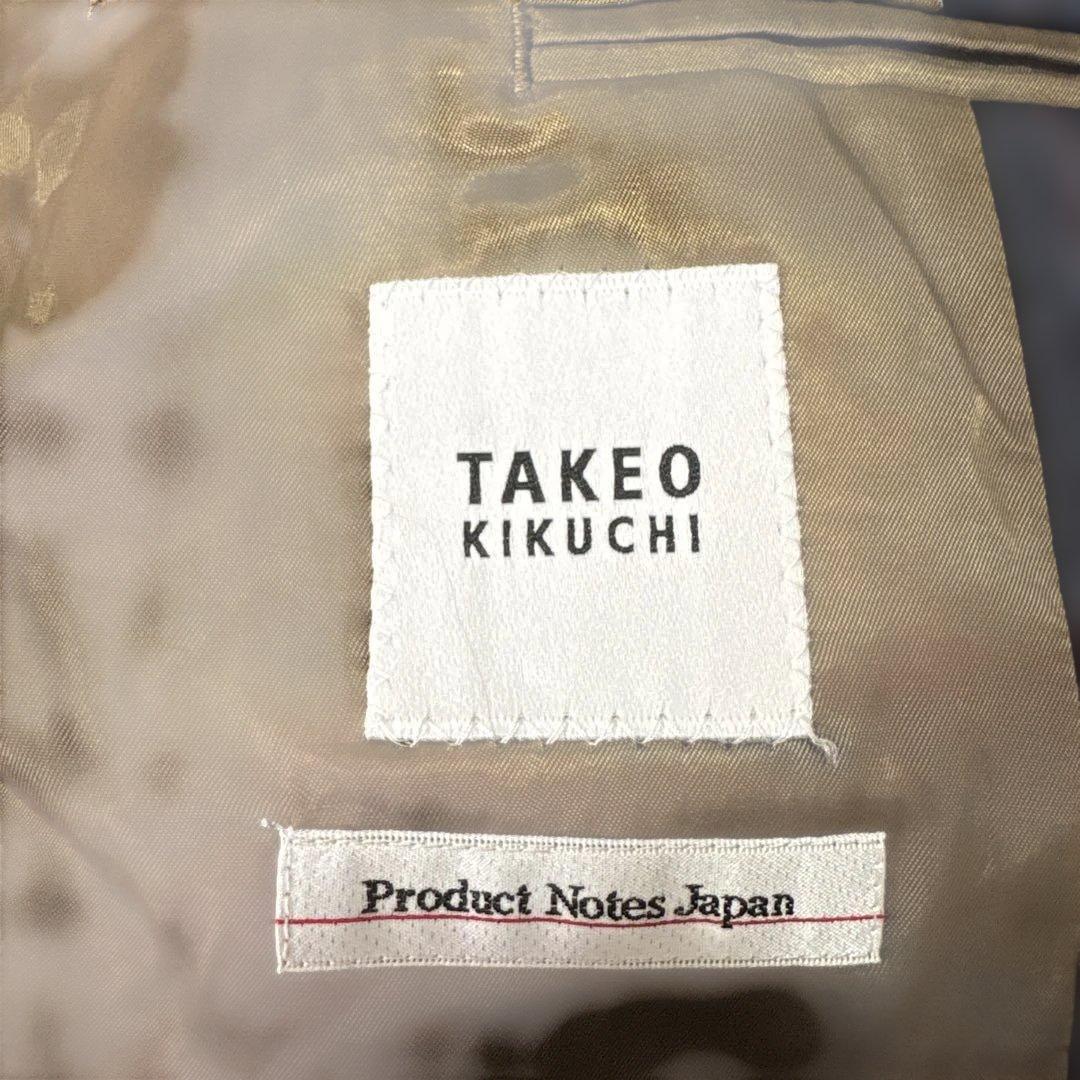 TAKEO
KIKUCHI
Product Notes Japan